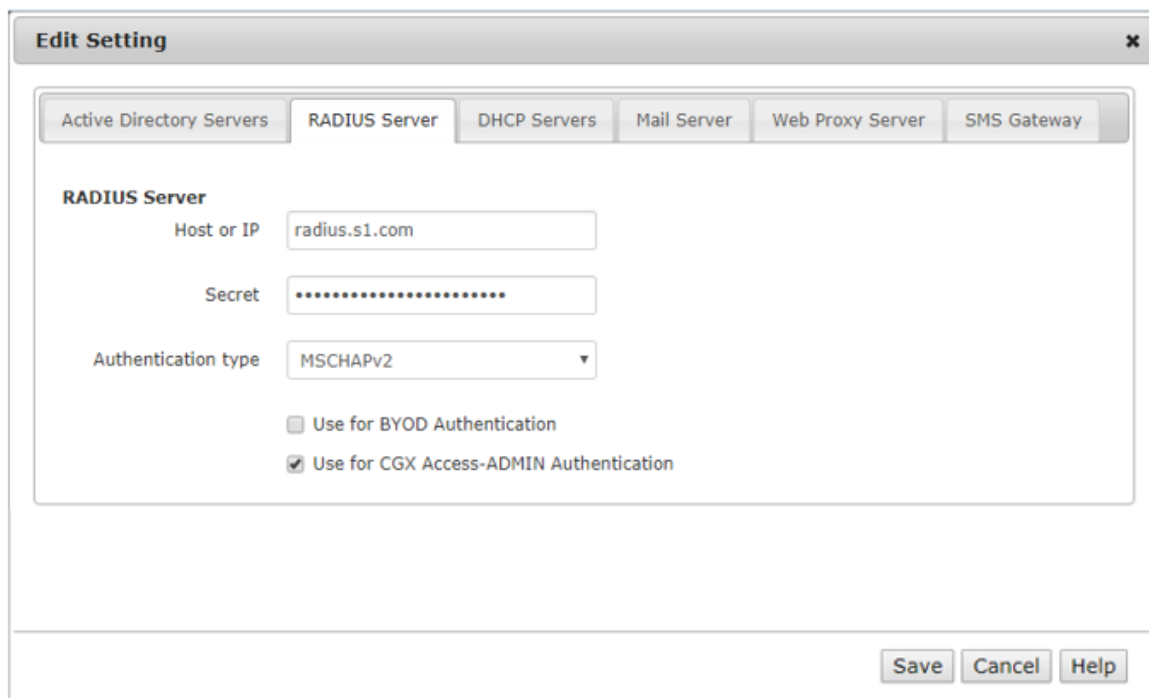 Edit Setting
Active Directory Servers RADIUS Server DHCP Servers Mail Server Web Proxy Server SMS Gateway
RADIUS Server
Host or IP radius.s1.com
Secret •••••••••••••••••••••••
Authentication type MSCHAPv2
Use for BYOD Authentication
Use for CGX Access-ADMIN Authentication
Save Cancel Help